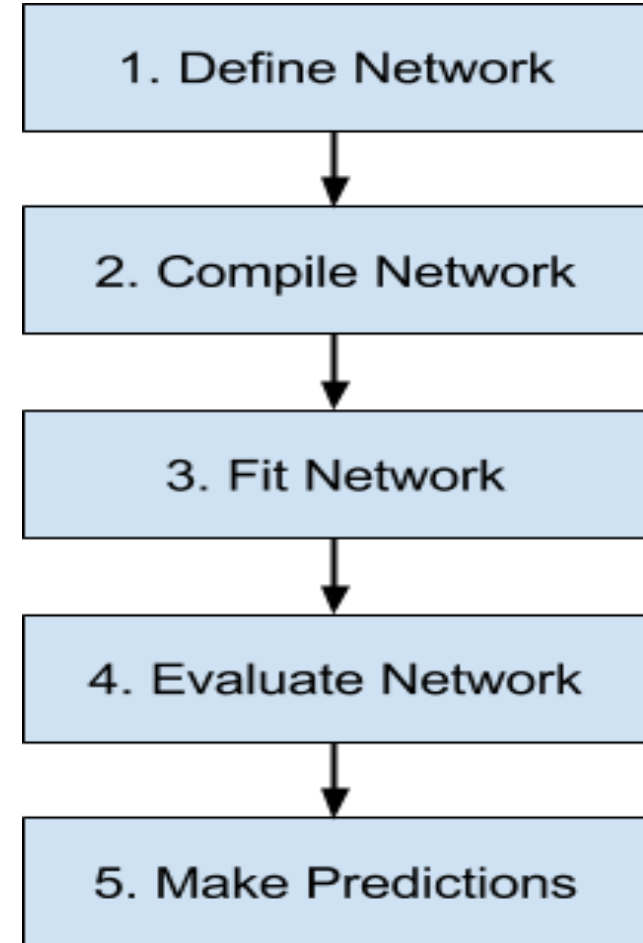 1. Define Network
2. Compile Network
3. Fit Network
4. Evaluate Network
5. Make Predictions